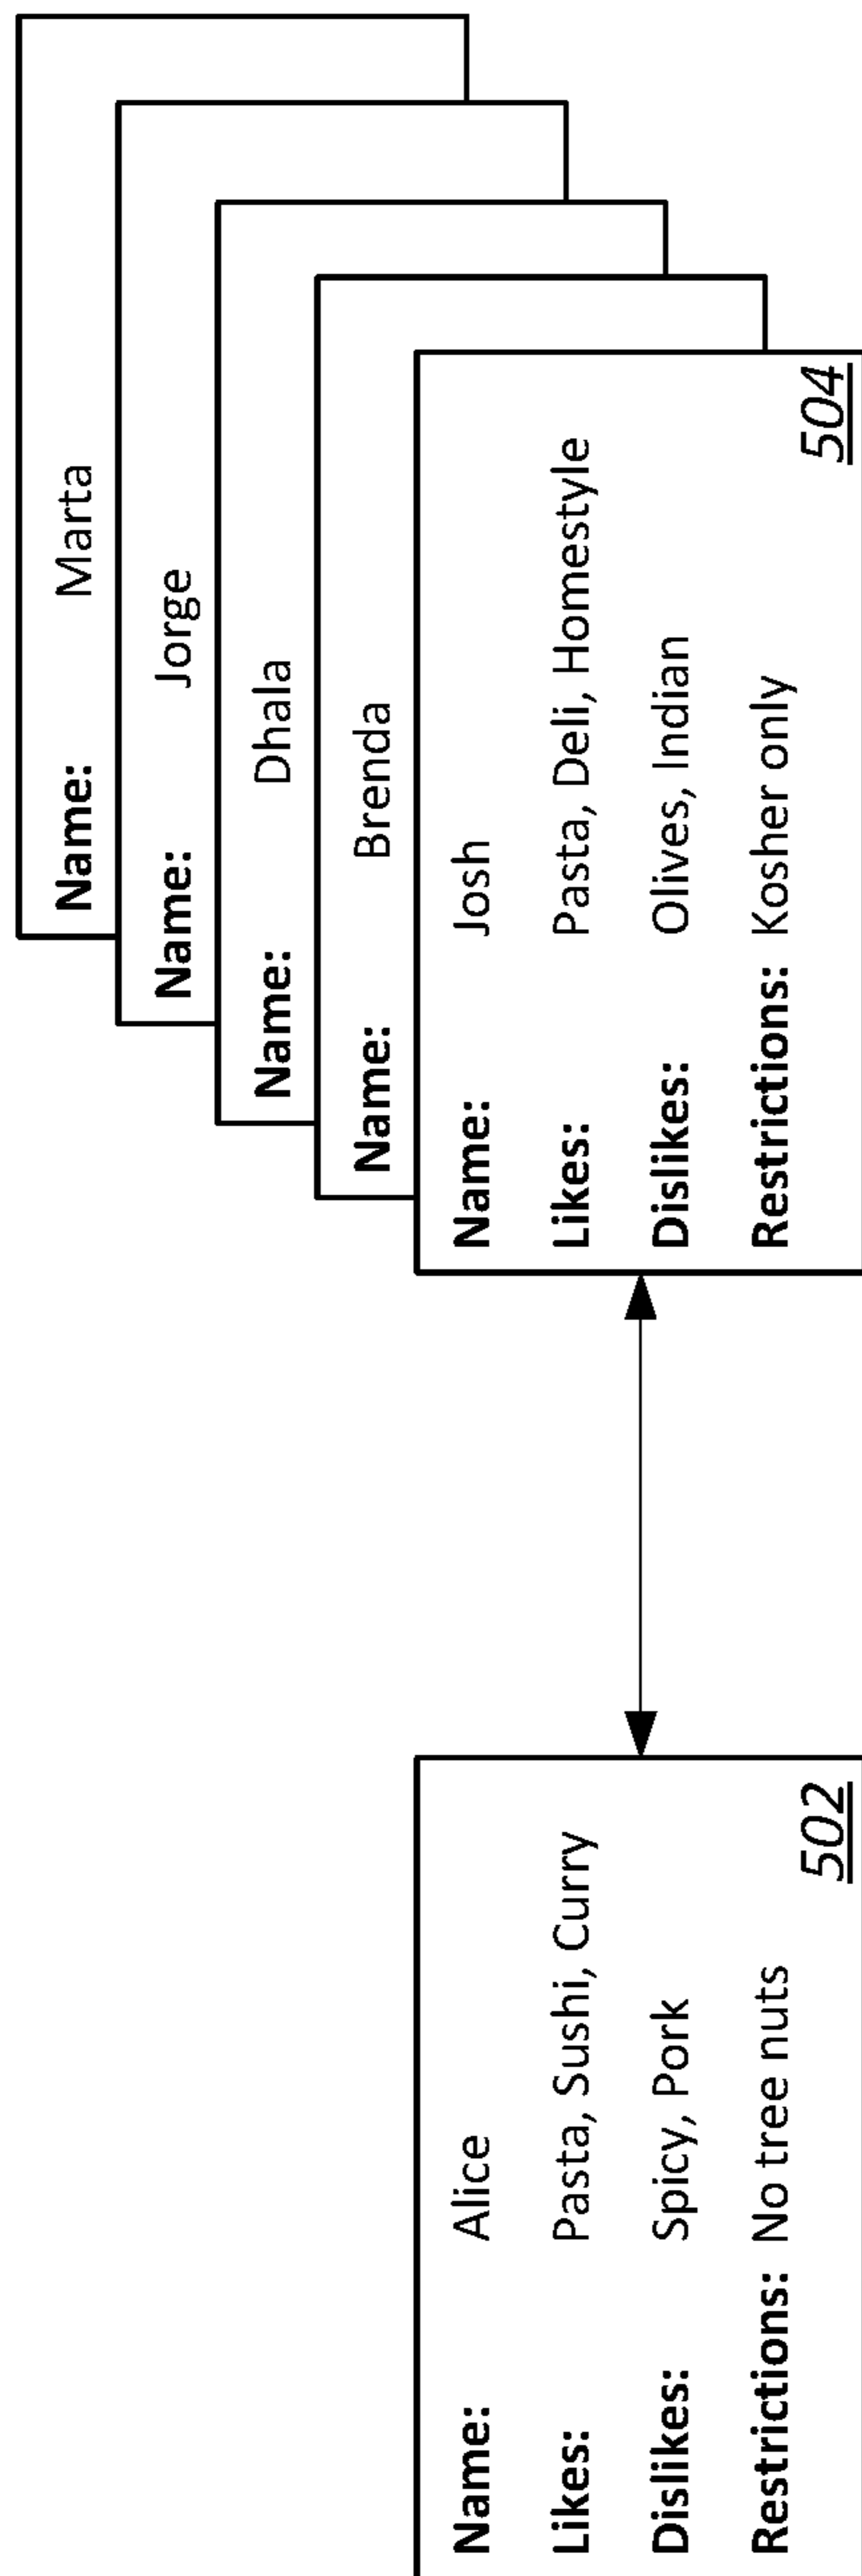 Name: Marta
Name: Jorge
Name: Dhala
Name: Brenda
Name: Josh
Likes: Pasta, Deli, Homestyle
Dislikes: Olives, Indian
Restrictions: Kosher only
504
Name: Alice
Likes: Pasta, Sushi, Curry
Dislikes: Spicy, Pork
Restrictions: No tree nuts
502